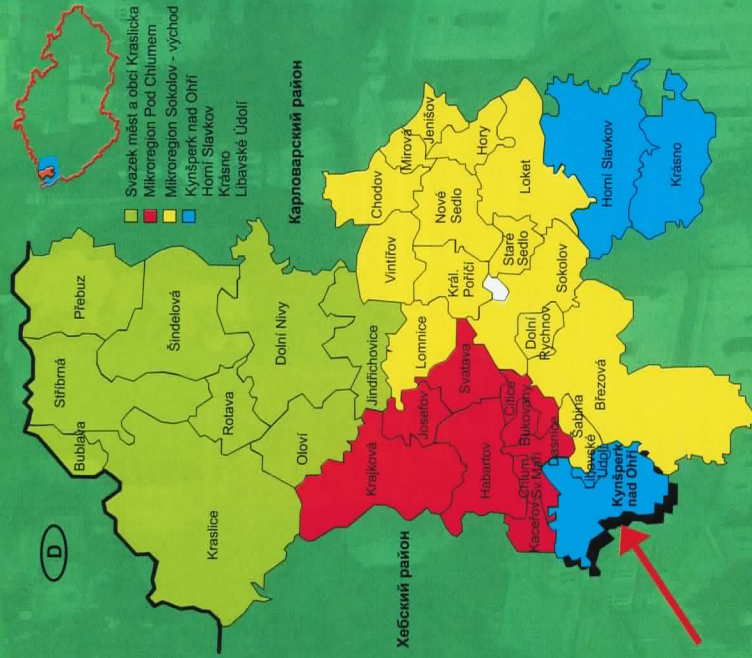 D
Svazek měst a obcí Kraslicka
Mikroregion Pod Chlumem
Mikroregion Sokolov - východ
Kynšperk nad Ohří
Horní Slavkov
Krásno
Libavské Údolí
Карловарский район
Хебский район
Kraslice
Bublava
Stříbrná
Přebuz
Šindelová
Rotava
Dolní Nivy
Oloví
Jindřichovice
Krajková
Josefov
Svatava
Habartov
Citice
Bukovany
Chlum
Sv.Maří
Kaceřov
Dasnice
Šabina
Libavské
Údolí
Kynšperk
nad Ohří
Březová
Dolní
Rychnov
Sokolov
Lomnice
Vintířov
Král.
Poříčí
Staré
Sedlo
Nové
Sedlo
Chodov
Mirová
Jenišov
Hory
Loket
Horní Slavkov
Krásno